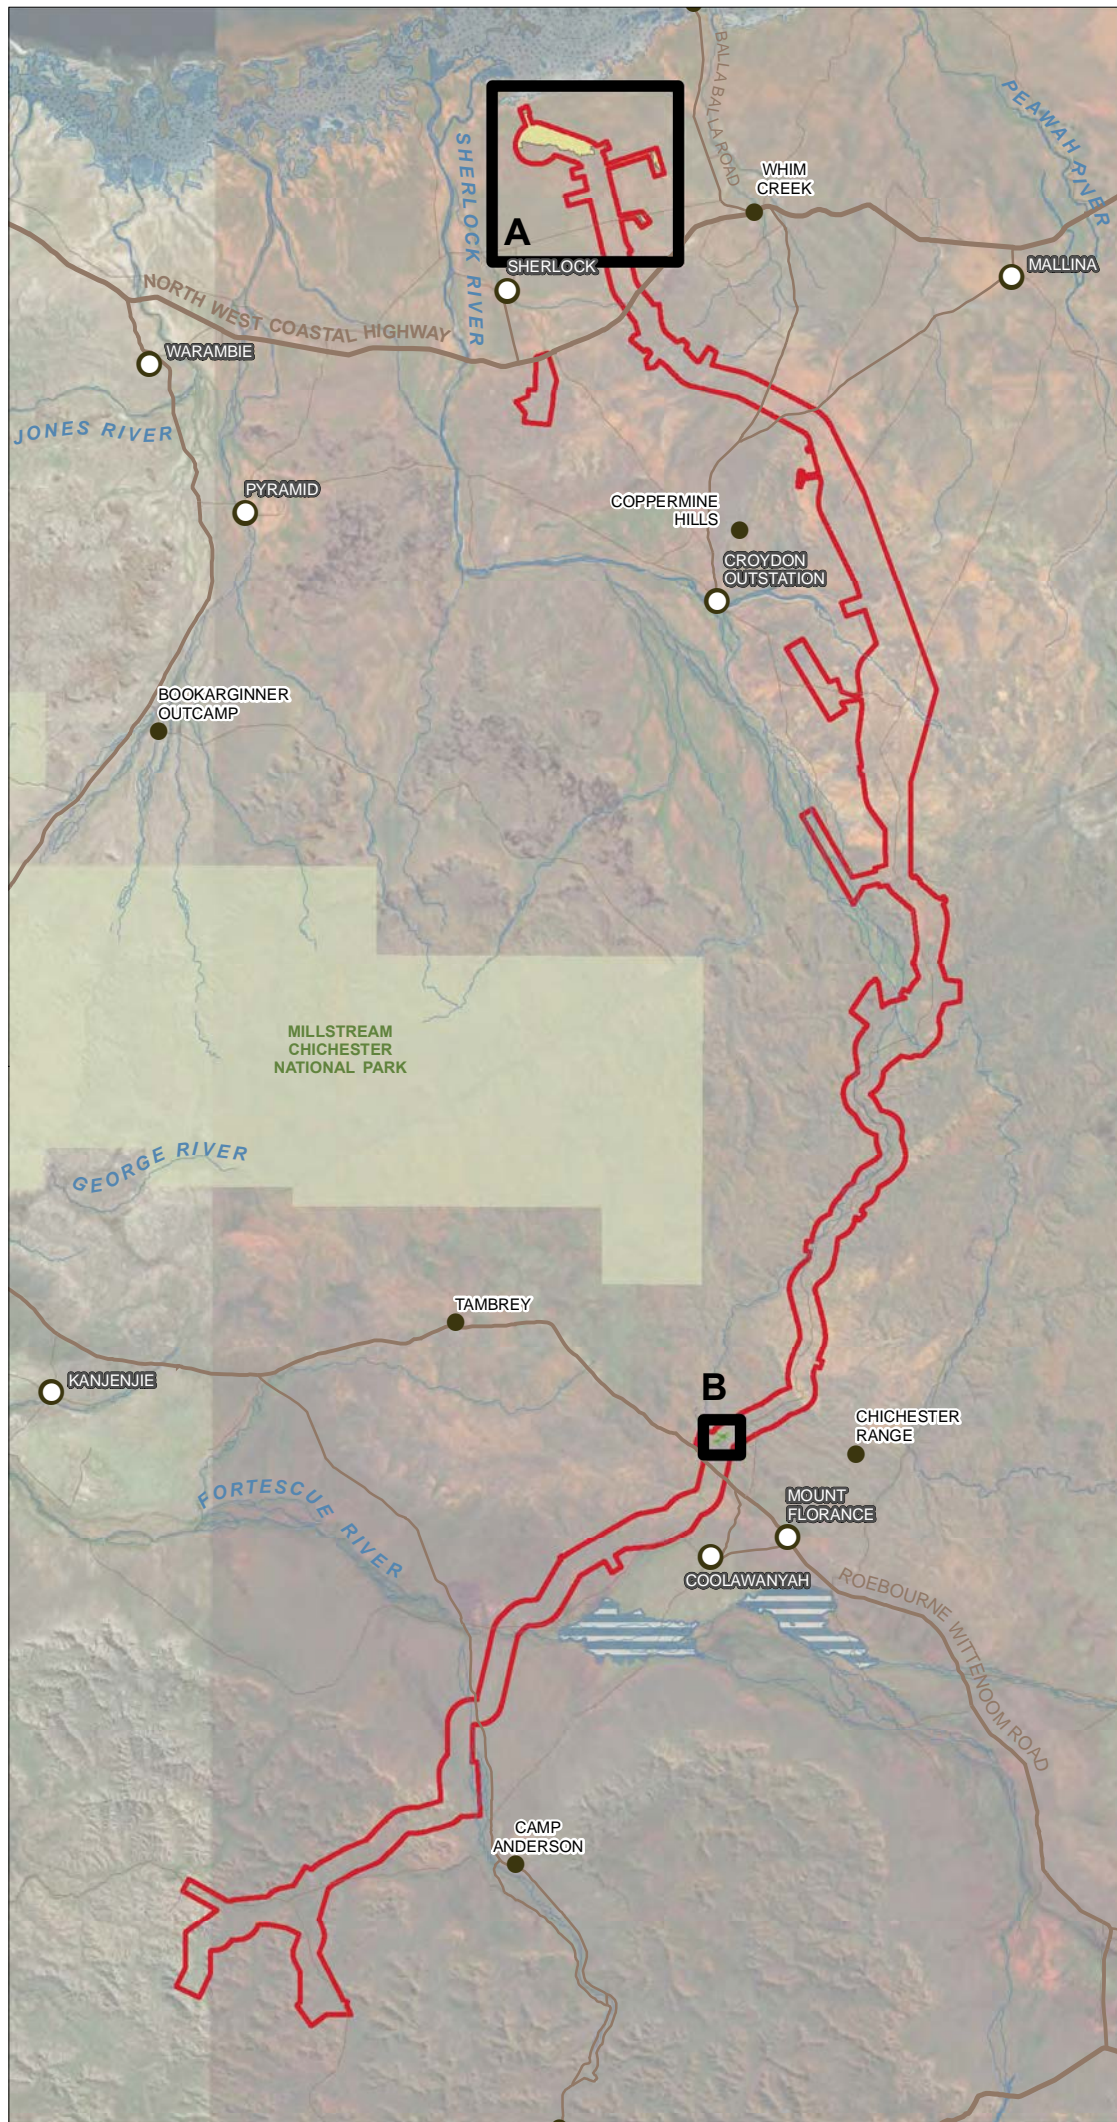 BALLA BALLA ROAD
PEAWAH RIVER
SHERLOCK RIVER
WHIM
CREEK
A
SHERLOCK
MALLINA
NORTH WEST COASTAL HIGHWAY
WARAMBIE
JONES RIVER
PYRAMID
COPPERMINE
HILLS
CROYDON
OUTSTATION
BOOKARGINNER
OUTCAMP
MILLSTREAM
CHICHESTER
NATIONAL PARK
GEORGE RIVER
TAMBREY
KANJENJIE
B
CHICHESTER
RANGE
FORTESCUE RIVER
MOUNT
FLORANCE
COOLAWANYAH
ROEBOURNE WITTENOOM ROAD
CAMP
ANDERSON